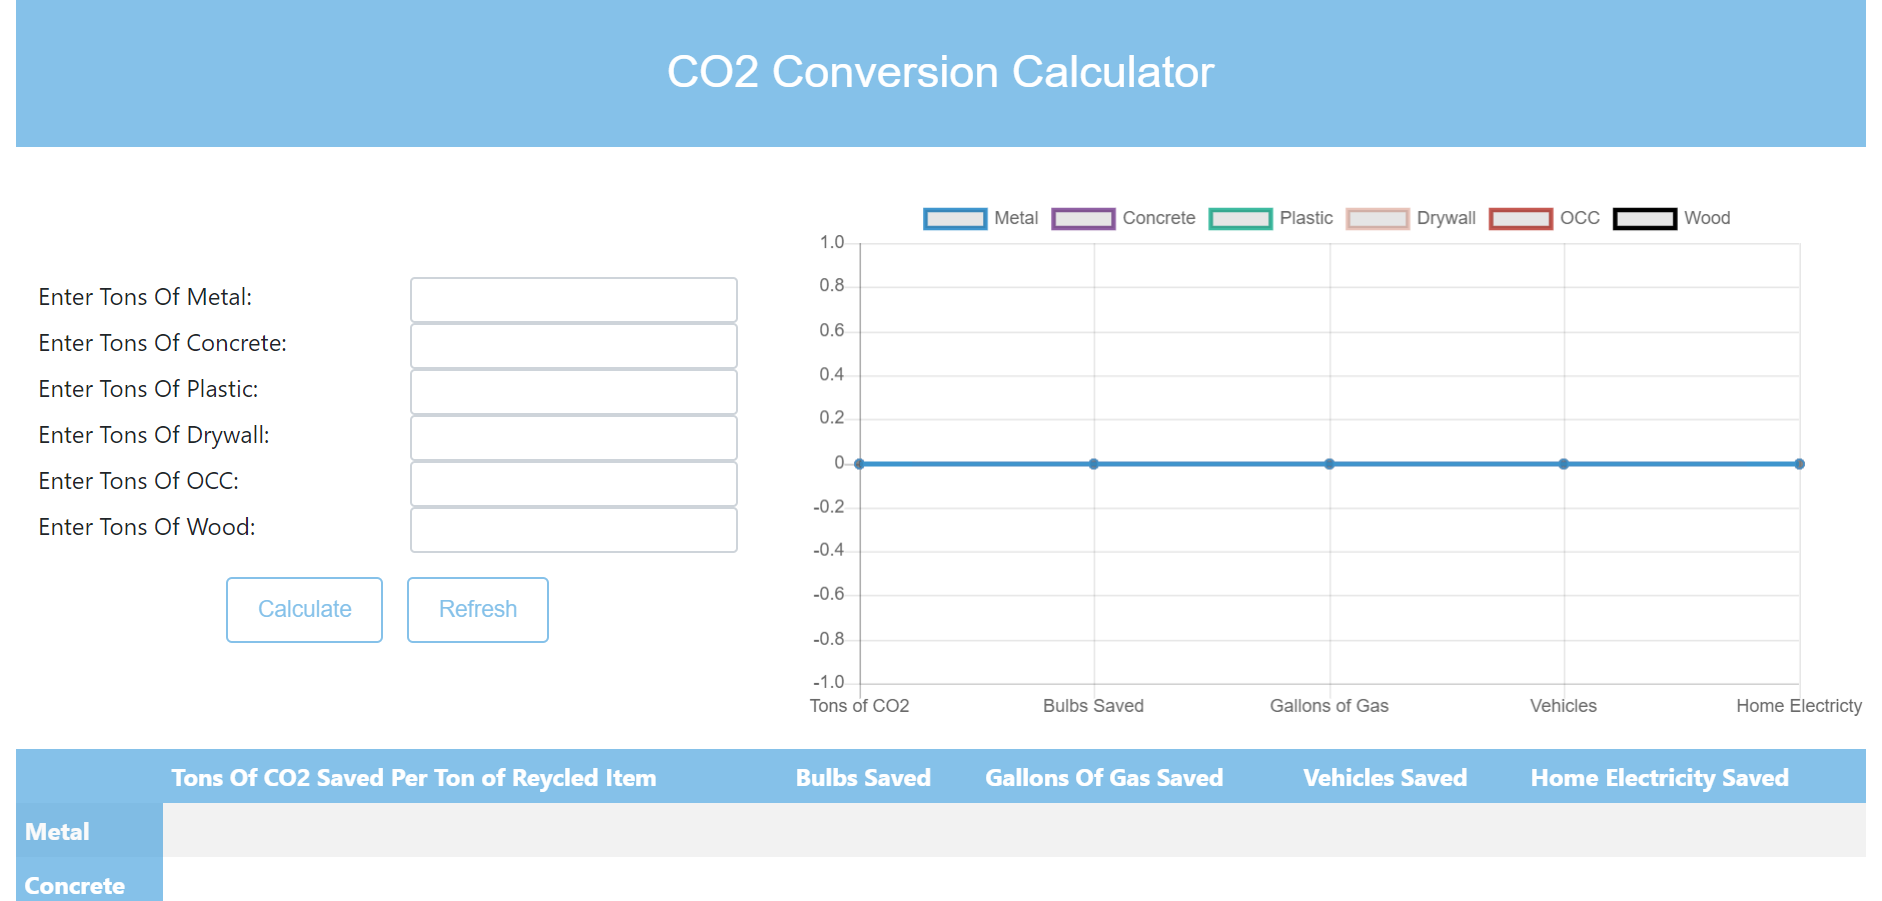 CO2 Conversion Calculator
Enter Tons Of Metal:
Enter Tons Of Concrete:
Enter Tons Of Plastic:
Enter Tons Of Drywall:
Enter Tons Of OCC:
Enter Tons Of Wood:
Calculate Refresh
Metal Concrete Plastic Drywall OCC Wood
1.0
0.8
0.6
0.4
0.2
0
-0.2
-0.4
-0.6
-0.8
-1.0
Tons of CO2 Bulbs Saved Gallons of Gas Vehicles Home Electricty
Tons Of CO2 Saved Per Ton of Reycled Item Bulbs Saved Gallons Of Gas Saved Vehicles Saved Home Electricity Saved
Metal
Concrete